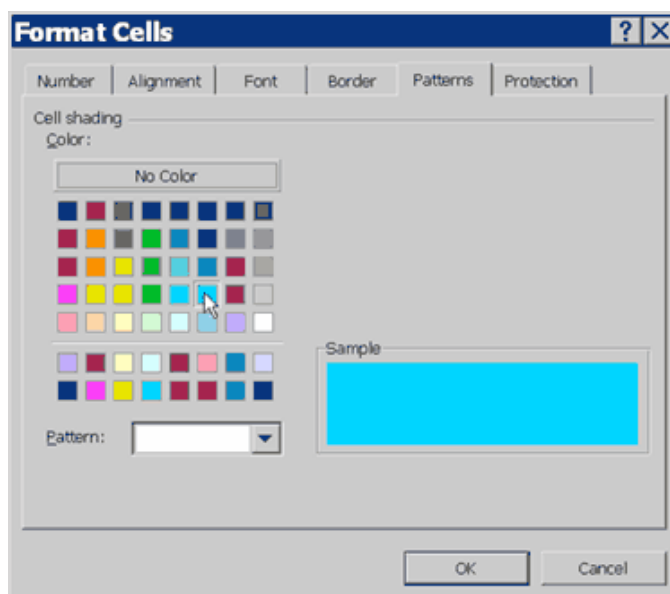 Format Cells
Number Alignment Font Border Patterns Protection
Cell shading
Color:
No Color
Sample
Pattern:
OK Cancel